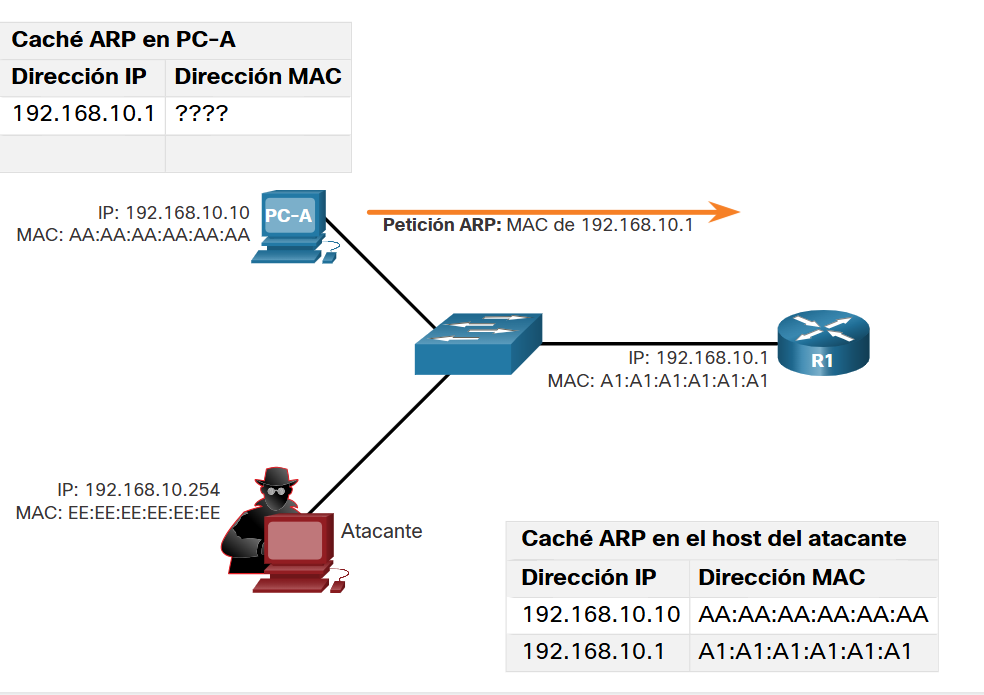 Caché ARP en PC-A
Dirección IP Dirección MAC
192.168.10.1 ????
IP: 192.168.10.10
MAC: AA:AA:AA:AA:AA:AA
PC-A
Petición ARP: MAC de 192.168.10.1
IP: 192.168.10.1
MAC: A1:A1:A1:A1:A1:A1
R1
IP: 192.168.10.254
MAC: EE:EE:EE:EE:EE:EE
Atacante
Caché ARP en el host del atacante
Dirección IP Dirección MAC
192.168.10.10 AA:AA:AA:AA:AA:AA
192.168.10.1 A1:A1:A1:A1:A1:A1